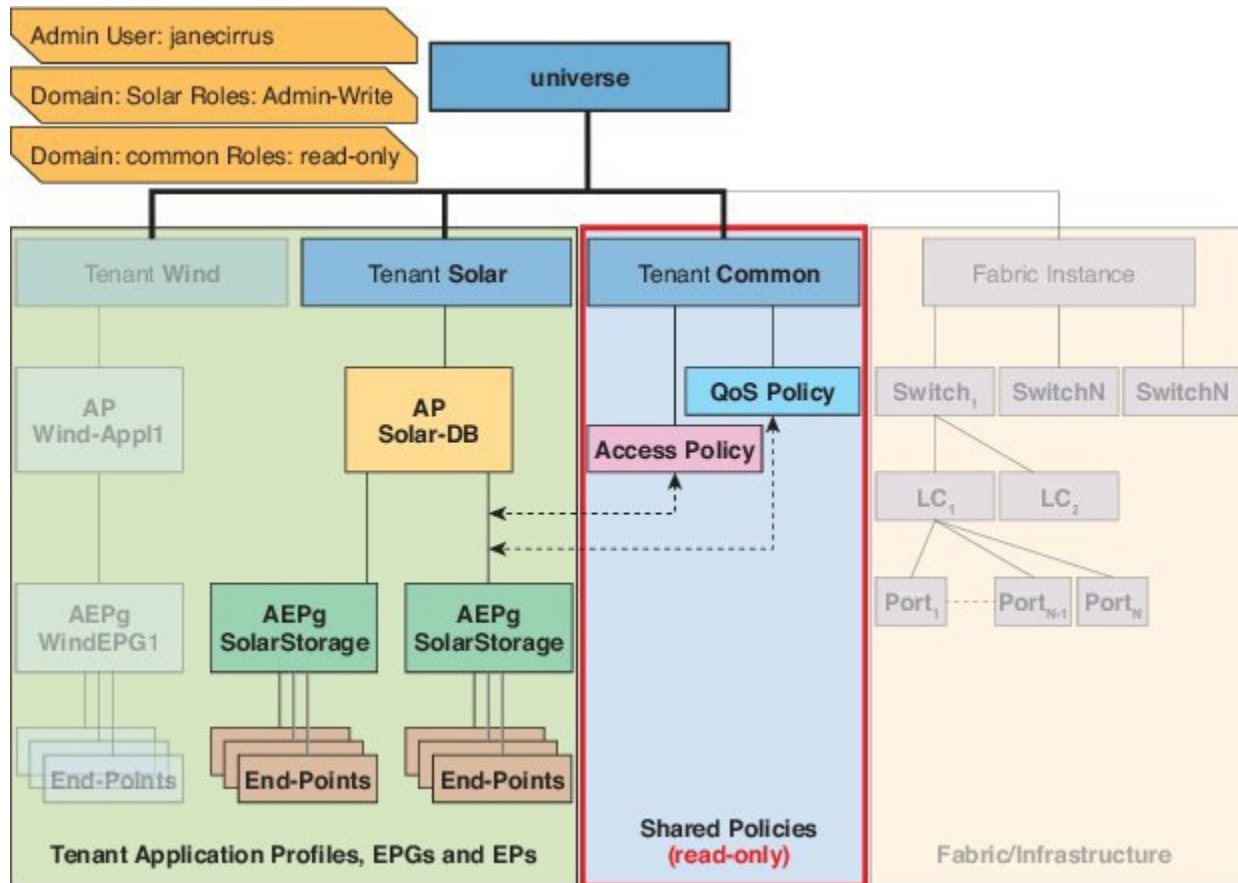 Admin User: janecirrus
Domain: Solar Roles: Admin-Write
Domain: common Roles: read-only
universe
Tenant Wind
Tenant Solar
Tenant Common
Fabric Instance
AP
Wind-Appl1
AP
Solar-DB
QoS Policy
Access Policy
Switch₁
SwitchN
SwitchN
LC₁
LC₂
AEPg
WindEPG1
AEPg
SolarStorage
AEPg
SolarStorage
Port₁
Port_N-1
Port_N
End-Points
End-Points
End-Points
Tenant Application Profiles, EPGs and EPs
Shared Policies
(read-only)
Fabric/Infrastructure